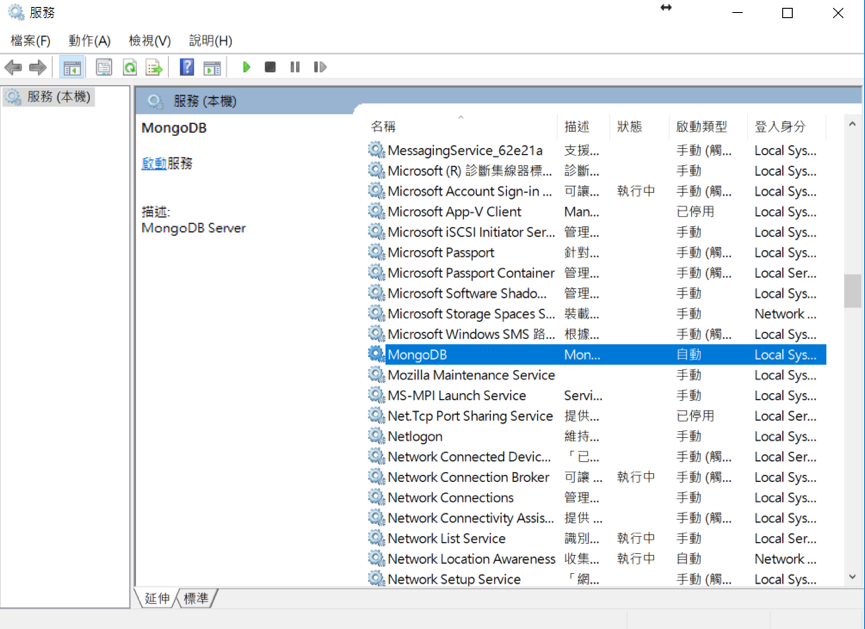 服務
檔案(F) 動作(A) 檢視(V) 說明(H)
服務 (本機)
服務 (本機)
MongoDB
啟動服務
描述:
MongoDB Server
名稱 描述 狀態 啟動類型 登入身分
MessagingService_62e21a 支援... 手動 (觸... Local Sys...
Microsoft (R) 診斷集線器標... 診斷... 手動 Local Sys...
Microsoft Account Sign-in ... 可讓... 執行中 手動 (觸... Local Sys...
Microsoft App-V Client Man... 已停用 Local Sys...
Microsoft iSCSI Initiator Ser... 管理... 手動 Local Sys...
Microsoft Passport 針對... 手動 (觸... Local Sys...
Microsoft Passport Container 管理... 手動 (觸... Local Ser...
Microsoft Software Shado... 管理... 手動 Local Sys...
Microsoft Storage Spaces S... 裝載... 手動 Network ...
Microsoft Windows SMS 路... 根據... 手動 (觸... Local Sys...
MongoDB Mon... 自動 Local Sys...
Mozilla Maintenance Service 手動 Local Sys...
MS-MPI Launch Service Servi... 手動 Local Sys...
Net.Tcp Port Sharing Service 提供... 已停用 Local Ser...
Netlogon 維持... 手動 Local Sys...
Network Connected Devic... 「已... 手動 (觸... Local Ser...
Network Connection Broker 可讓 ... 執行中 手動 (觸... Local Sys...
Network Connections 管理... 手動 Local Sys...
Network Connectivity Assis... 提供 ... 手動 (觸... Local Sys...
Network List Service 識別... 執行中 手動 Local Ser...
Network Location Awareness 收集... 執行中 自動 Network ...
Network Setup Service 「網... 手動 (觸... Local Sys...
延伸 標準